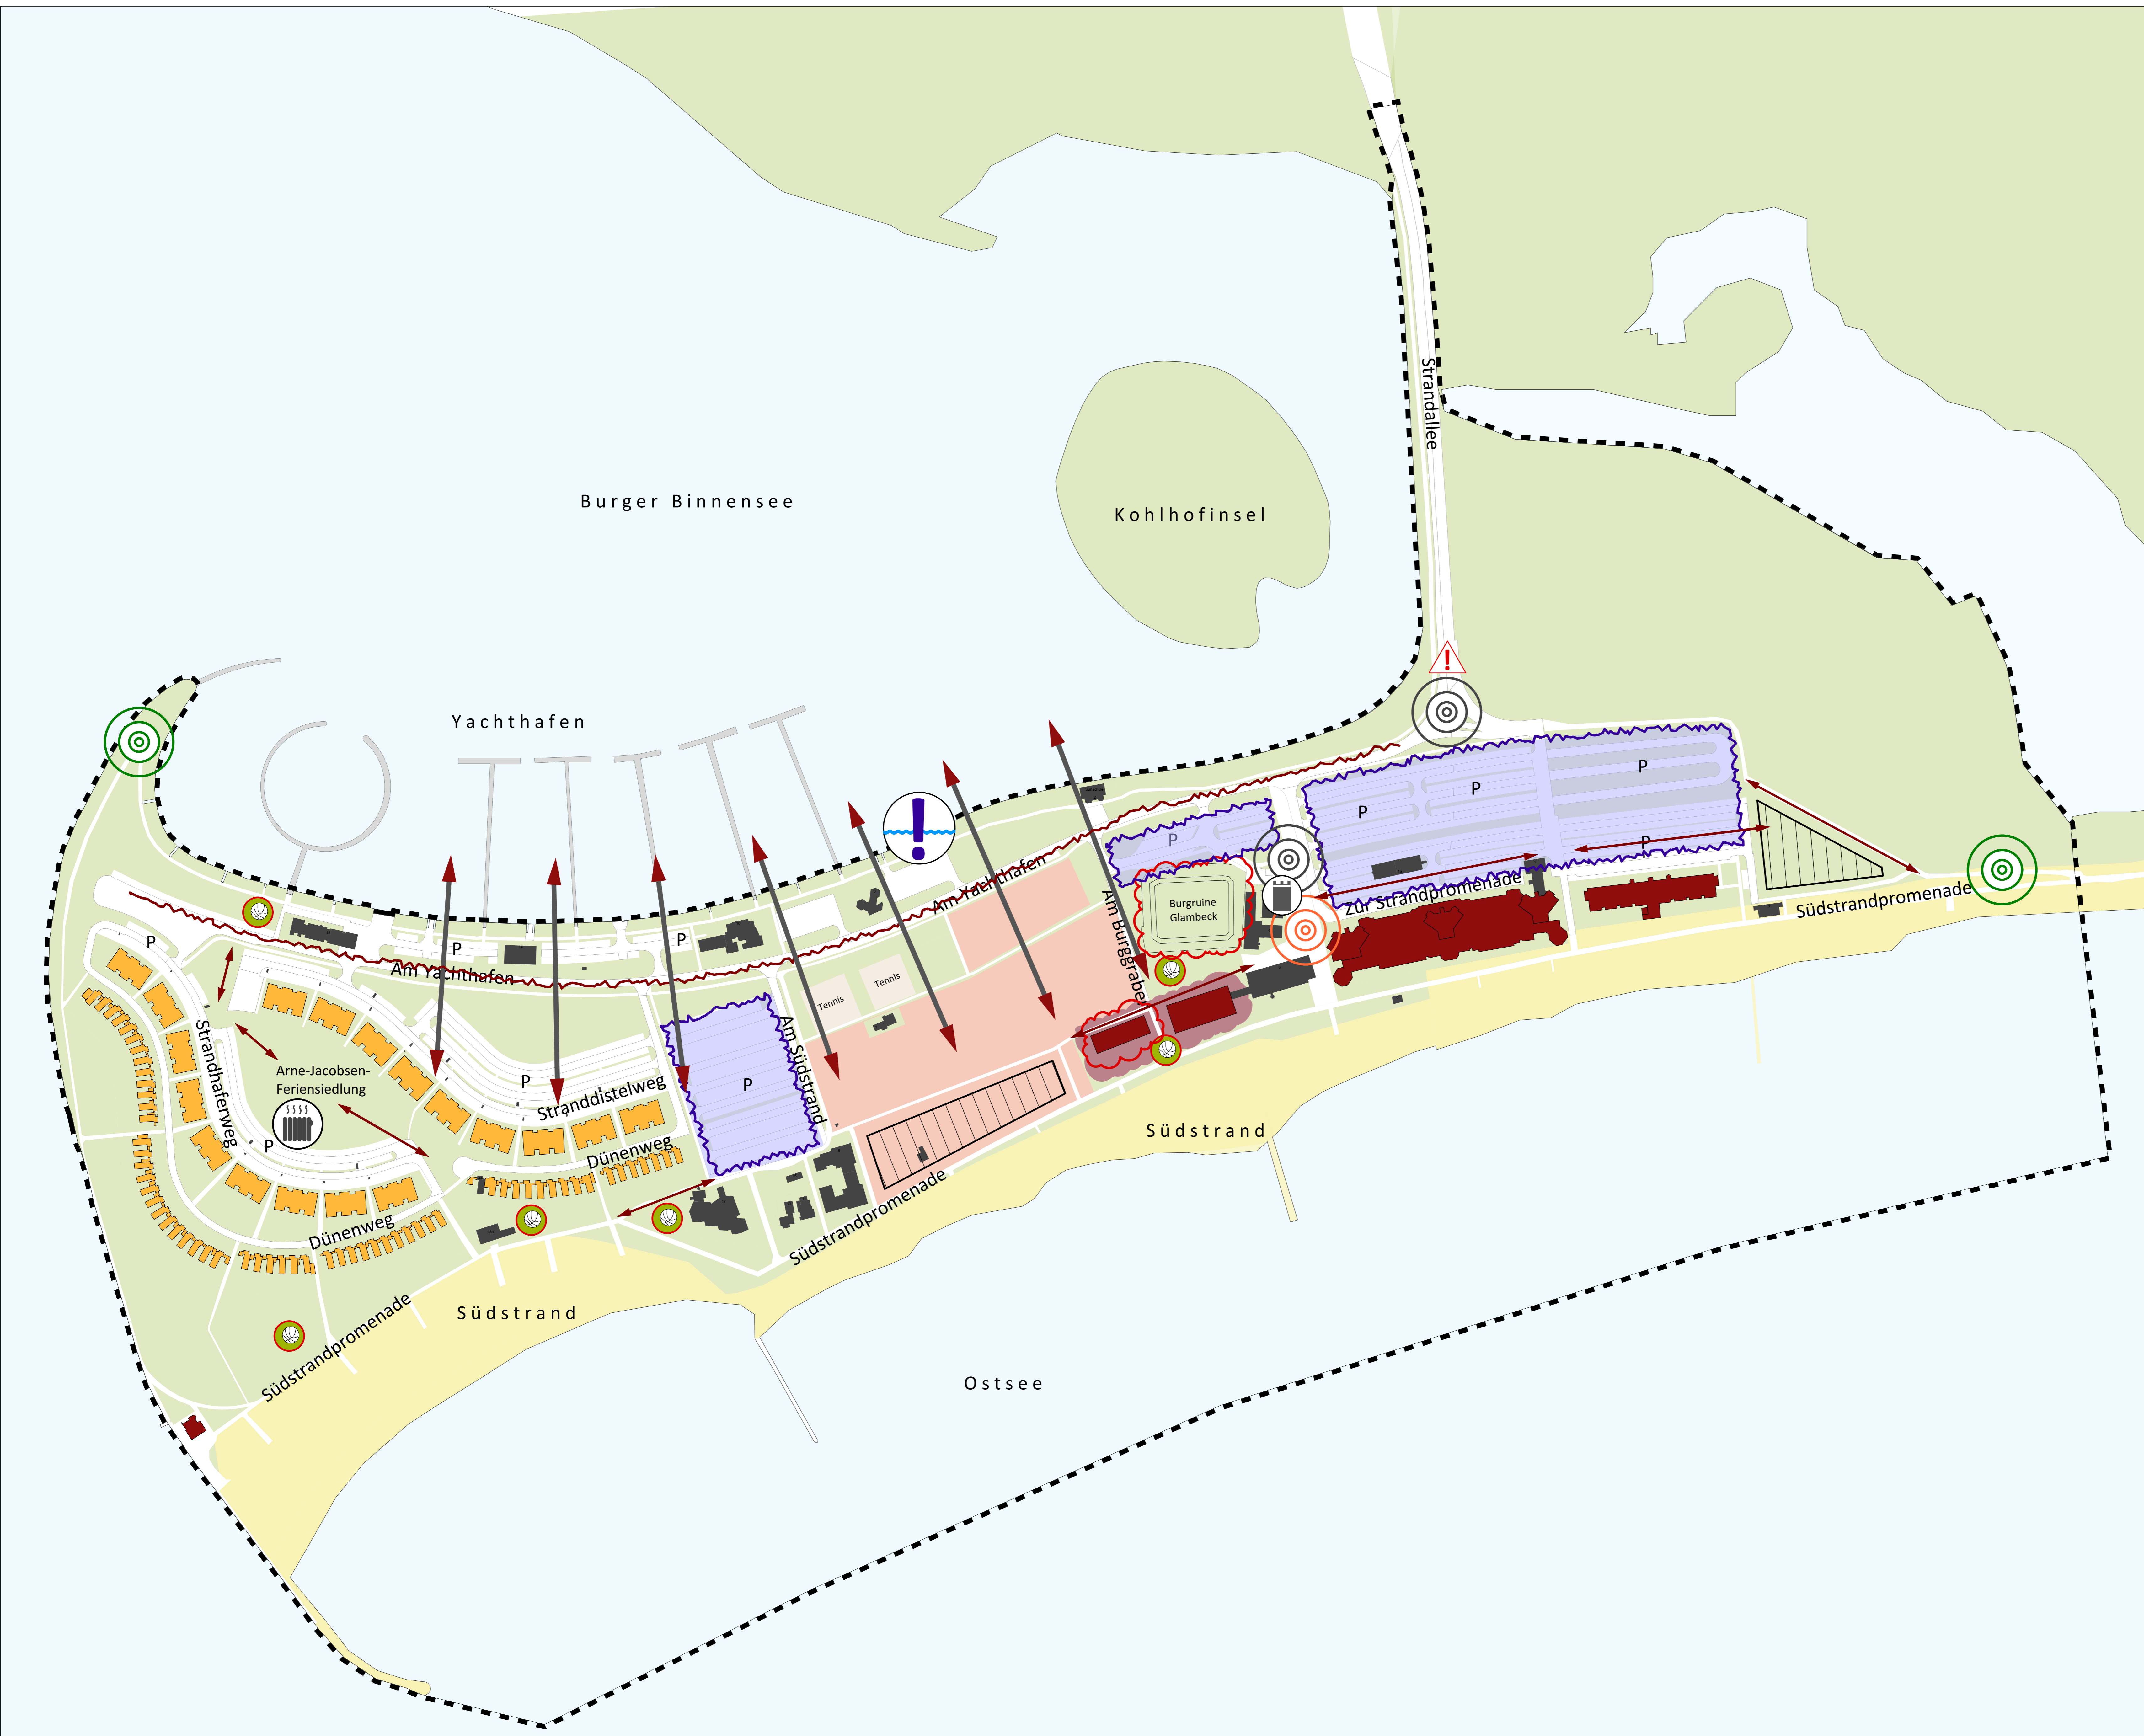 Strandallee
Burger Binnensee
Kohlhofinsel
Yachthafen
!
P
P
P
P
P
Burgruine
Glambeck
Am Yachthafen
Am Burggraben
Zur Strandpromenade
Südstrandpromenade
P
P
P
Am Yachthafen
Tennis
Tennis
Am Südstrand
Strandhaferweg
Arne-Jacobsen-
Feriensiedlung
P
P
P
Stranddistelweg
Dünenweg
Dünenweg
Südstrand
Südstrandpromenade
Südstrandpromenade
Südstrand
Ostsee